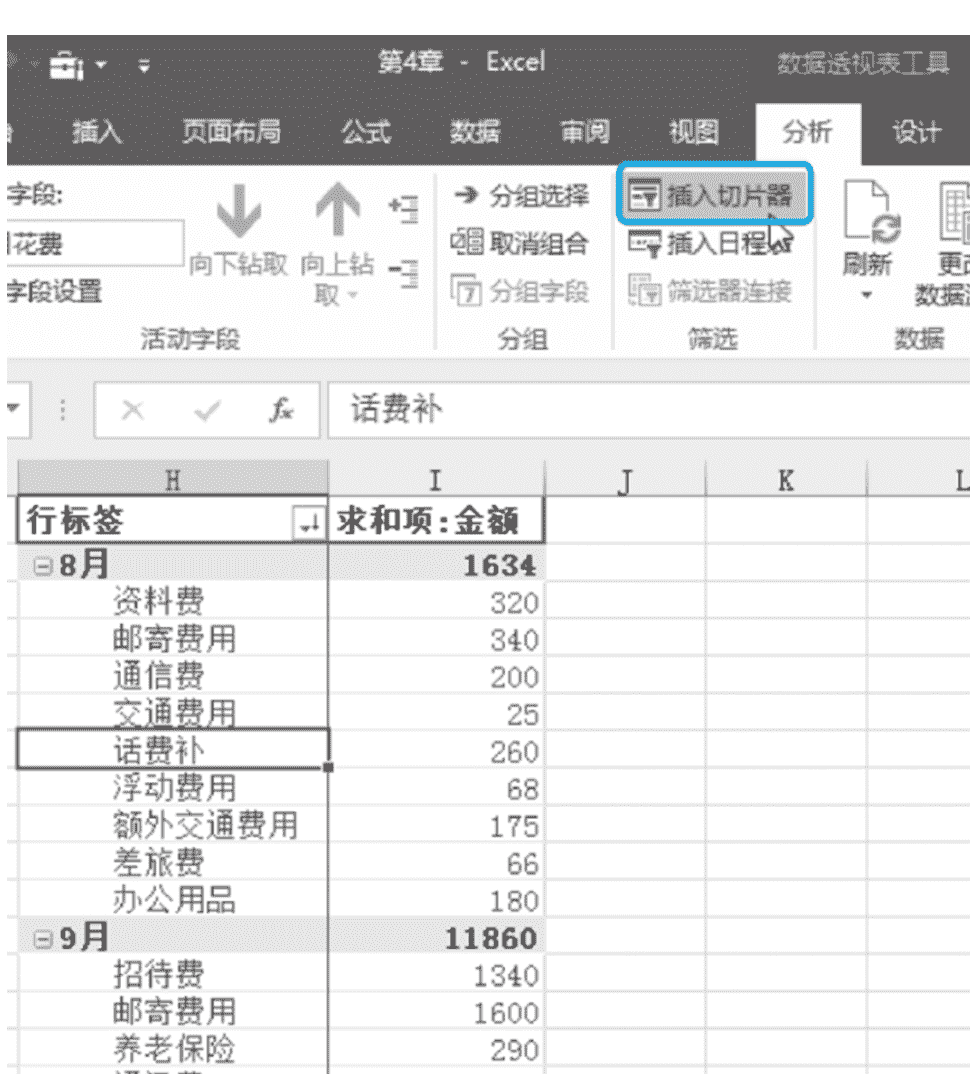 第4章 - Excel 数据透视表工具
插入 页面布局 公式 数据 审阅 视图 分析 设计
字段: 分组选择 插入切片器
花费 向下钻取 向上钻取 取消组合 插入日程 刷新
字段设置 分组字段 筛选器连接 数据
活动字段 分组 筛选 数据
fx 话费补
H I J K L
行标签 求和项:金额
8月 1634
资料费 320
邮寄费用 340
通信费 200
交通费用 25
话费补 260
浮动费用 68
额外交通费用 175
差旅费 66
办公用品 180
9月 11860
招待费 1340
邮寄费用 1600
养老保险 290